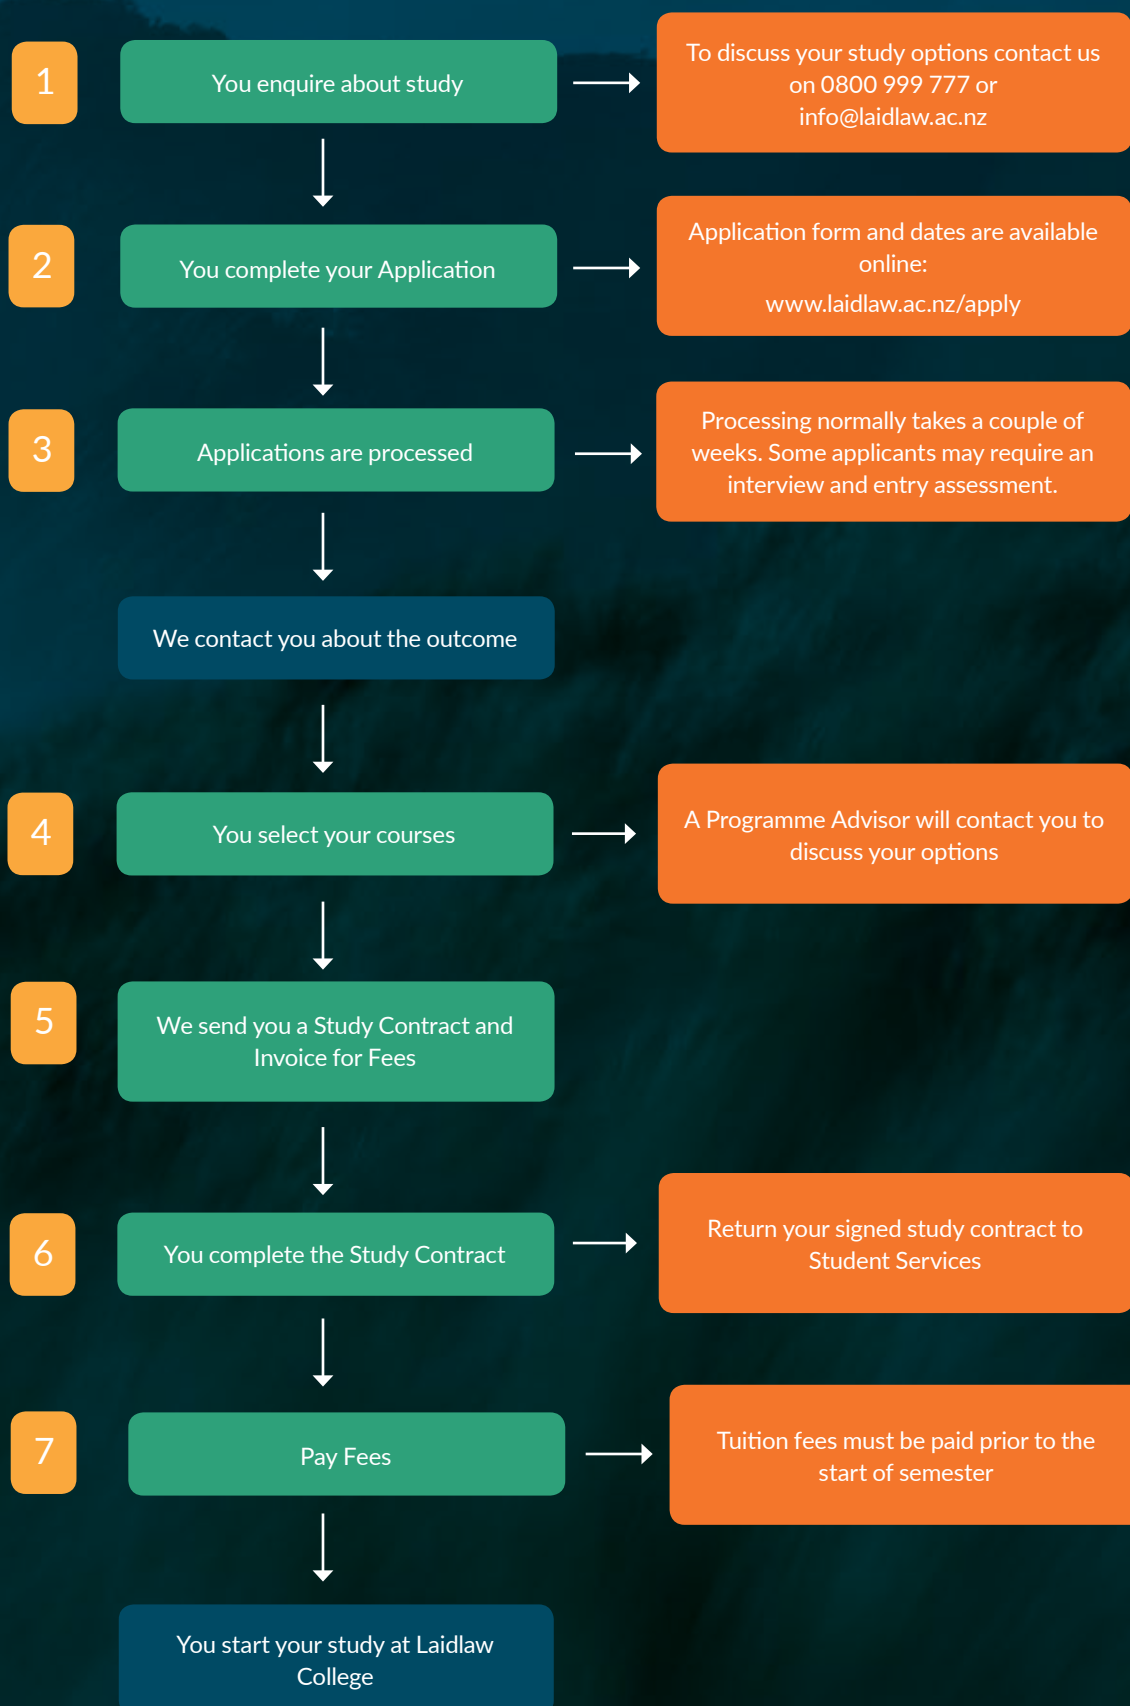 1
You enquire about study
To discuss your study options contact us
on 0800 999 777 or
info@laidlaw.ac.nz
2
You complete your Application
Application form and dates are available
online:
www.laidlaw.ac.nz/apply
3
Applications are processed
Processing normally takes a couple of
weeks. Some applicants may require an
interview and entry assessment.
We contact you about the outcome
4
You select your courses
A Programme Advisor will contact you to
discuss your options
5
We send you a Study Contract and
Invoice for Fees
6
You complete the Study Contract
Return your signed study contract to
Student Services
7
Pay Fees
Tuition fees must be paid prior to the
start of semester
You start your study at Laidlaw
College